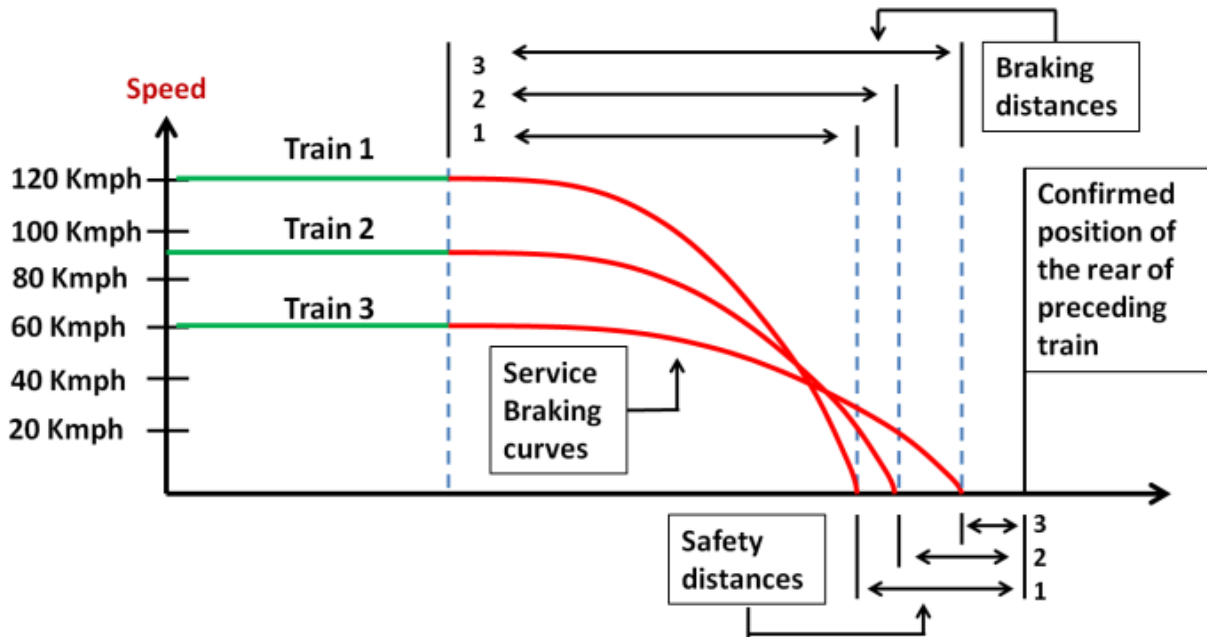 3
2
1
Braking
distances
Speed
Train 1
120 Kmph
Confirmed
position of
the rear of
preceding
train
100 Kmph
Train 2
80 Kmph
Train 3
60 Kmph
Service
Braking
curves
40 Kmph
20 Kmph
Safety
distances
3
2
1